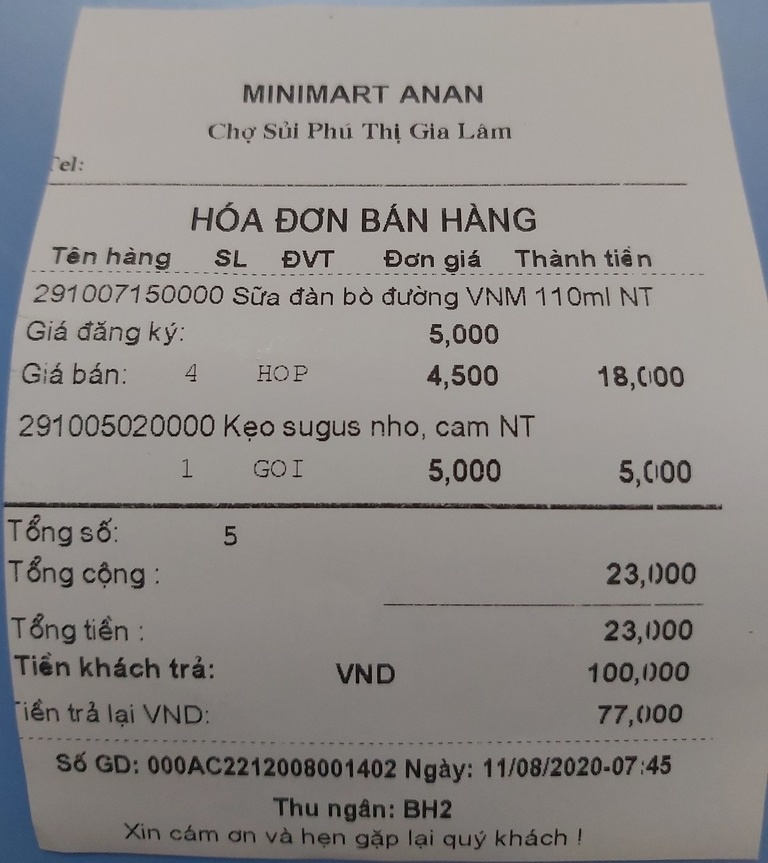 MINIMART ANAN
Chợ Sủi Phú Thị Gia Lâm
Tel:
HÓA ĐƠN BÁN HÀNG
Tên hàng SL ĐVT Đơn giá Thành tiền
291007150000 Sữa đàn bò đường VNM 110ml NT
Giá đăng ký: 5,000
Giá bán: 4 HOP 4,500 18,000
291005020000 Kẹo sugus nho, cam NT
1 GOI 5,000 5,000
Tổng số: 5
Tổng cộng : 23,000
Tổng tiền : 23,000
Tiền khách trả: VND 100,000
Tiền trả lại VND: 77,000
Số GD: 000AC2212008001402 Ngày: 11/08/2020-07:45
Thu ngân: BH2
Xin cám ơn và hẹn gặp lại quý khách !